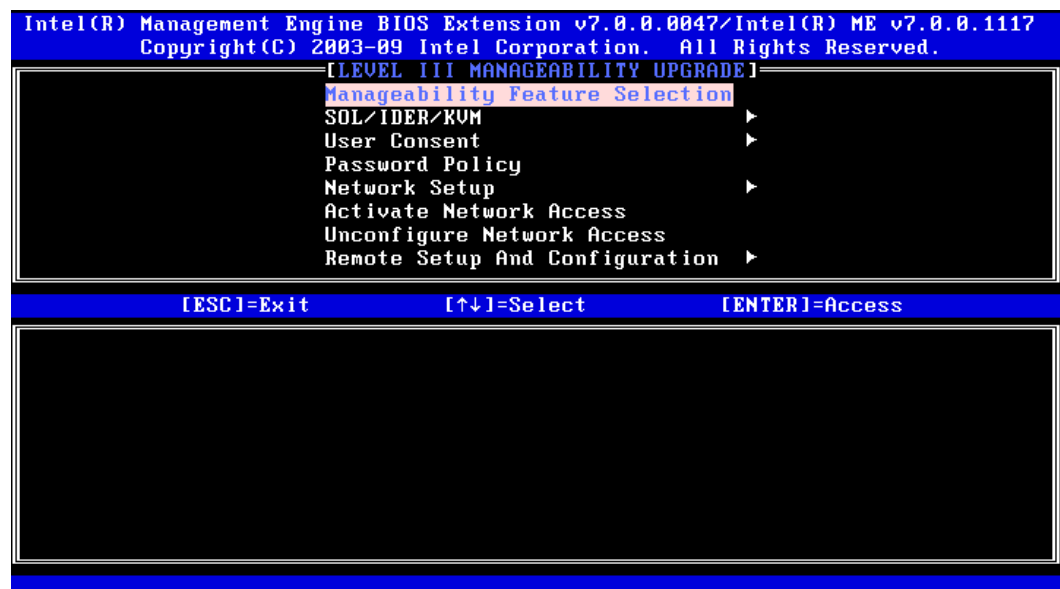 Intel(R) Management Engine BIOS Extension v7.0.0.0047/Intel(R) ME v7.0.0.1117
Copyright(C) 2003-09 Intel Corporation. All Rights Reserved.
[LEVEL III MANAGEABILITY UPGRADE]
Manageability Feature Selection
SOL/IDER/KVM ►
User Consent ►
Password Policy
Network Setup ►
Activate Network Access
Unconfigure Network Access
Remote Setup And Configuration ►
[ESC]=Exit [↑↓]=Select [ENTER]=Access